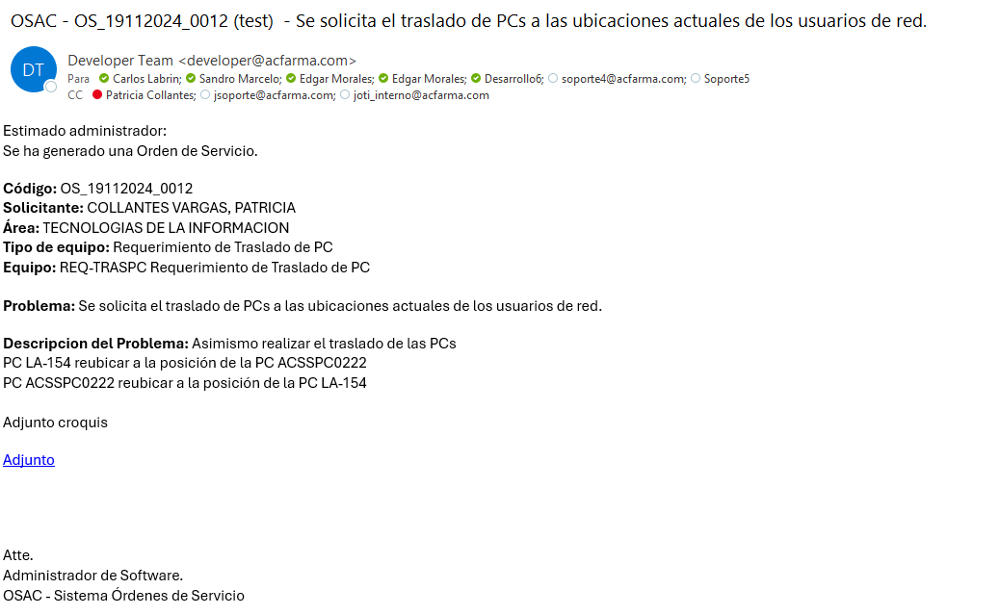 OSAC - OS_19112024_0012 (test) - Se solicita el traslado de PCs a las ubicaciones actuales de los usuarios de red.
DT
Developer Team <developer@acfarma.com>
Para Carlos Labrin; Sandro Marcelo; Edgar Morales; Edgar Morales; Desarrollo6; soporte4@acfarma.com; Soporte5
CC Patricia Collantes; jsoporte@acfarma.com; joti_interno@acfarma.com
Estimado administrador:
Se ha generado una Orden de Servicio.
Código: OS_19112024_0012
Solicitante: COLLANTES VARGAS, PATRICIA
Área: TECNOLOGIAS DE LA INFORMACION
Tipo de equipo: Requerimiento de Traslado de PC
Equipo: REQ-TRASPC Requerimiento de Traslado de PC
Problema: Se solicita el traslado de PCs a las ubicaciones actuales de los usuarios de red.
Descripcion del Problema: Asimismo realizar el traslado de las PCs
PC LA-154 reubicar a la posición de la PC ACSSPC0222
PC ACSSPC0222 reubicar a la posición de la PC LA-154
Adjunto croquis
Adjunto
Atte.
Administrador de Software.
OSAC - Sistema Órdenes de Servicio